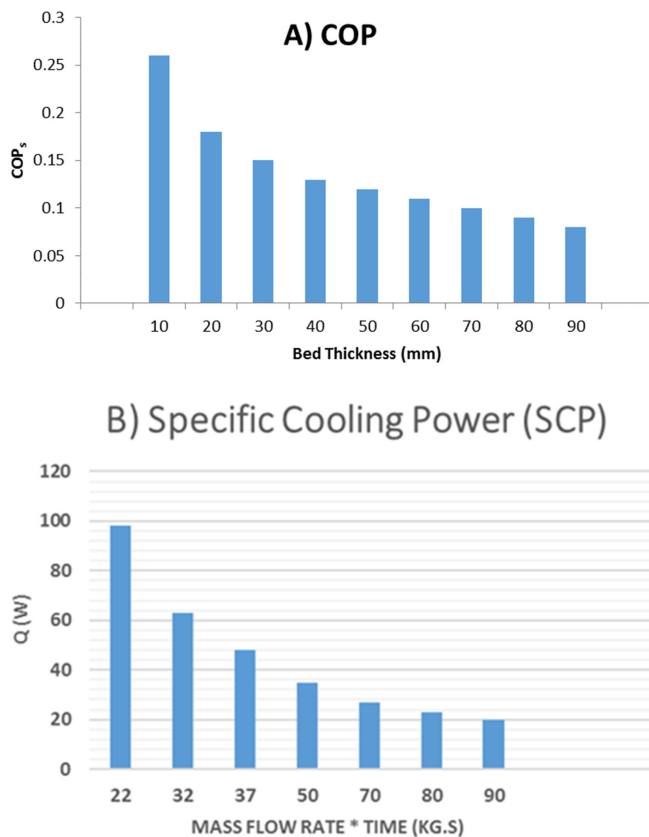 A) COP
0.3
0.25
0.2
0.15
0.1
0.05
0
COPs
10 20 30 40 50 60 70 80 90
Bed Thickness (mm)
B) Specific Cooling Power (SCP)
120
100
80
60
40
20
0
Q (W)
22 32 37 50 70 80 90
MASS FLOW RATE * TIME (KG.S)